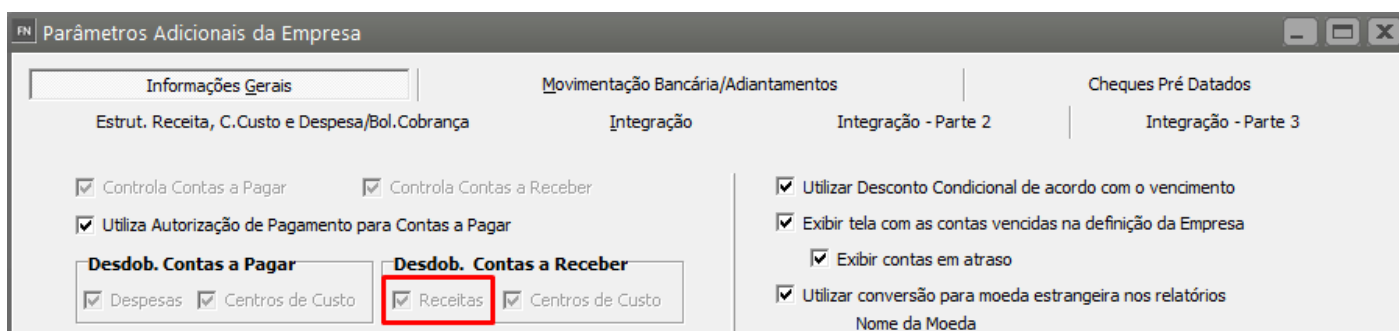 FN Parâmetros Adicionais da Empresa
Informações Gerais
Movimentação Bancária/Adiantamentos
Cheques Pré Datados
Estrut. Receita, C.Custo e Despesa/Bol.Cobrança
Integração
Integração - Parte 2
Integração - Parte 3
Controla Contas a Pagar
Controla Contas a Receber
Utiliza Autorização de Pagamento para Contas a Pagar
Desdob. Contas a Pagar
Despesas
Centros de Custo
Desdob. Contas a Receber
Receitas
Centros de Custo
Utilizar Desconto Condicional de acordo com o vencimento
Exibir tela com as contas vencidas na definição da Empresa
Exibir contas em atraso
Utilizar conversão para moeda estrangeira nos relatórios
Nome da Moeda